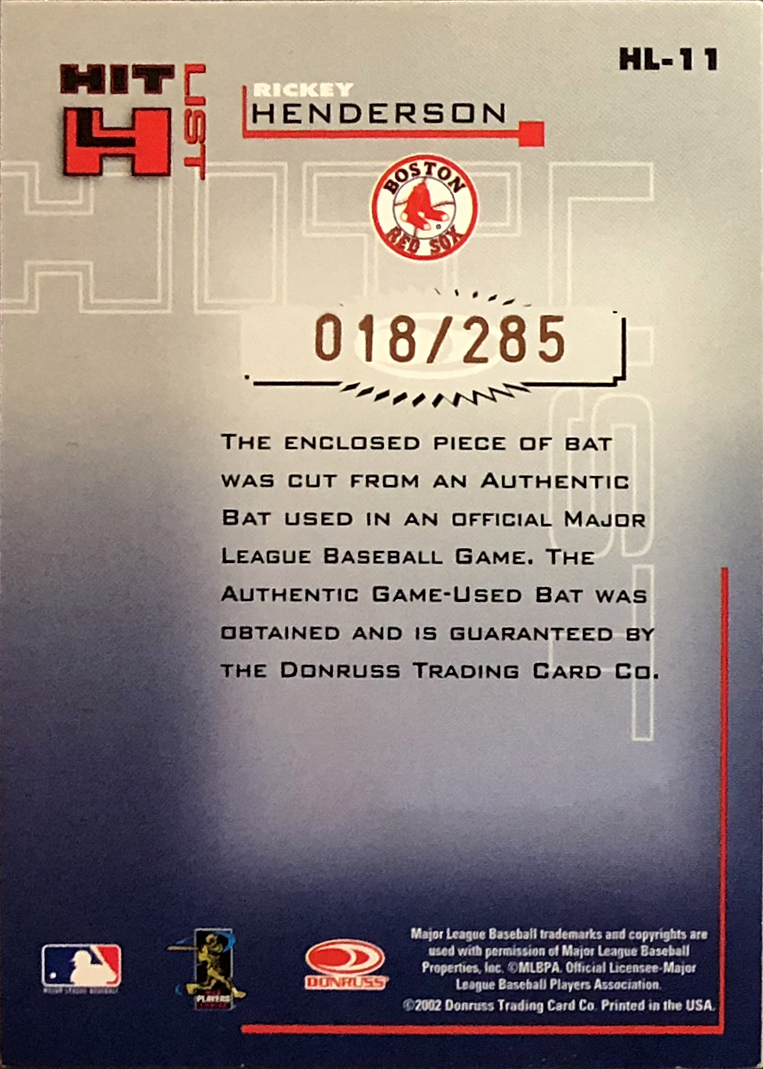 HL-11
HIT
LIST
RICKEY
HENDERSON
BOSTON
RED SOX
018/285
THE ENCLOSED PIECE OF BAT
WAS CUT FROM AN AUTHENTIC
BAT USED IN AN OFFICIAL MAJOR
LEAGUE BASEBALL GAME. THE
AUTHENTIC GAME-USED BAT WAS
OBTAINED AND IS GUARANTEED BY
THE DONRUSS TRADING CARD CO.
Major League Baseball trademarks and copyrights are
used with permission of Major League Baseball
Properties, Inc. ©MLBPA. Official Licensee-Major
League Baseball Players Association.
©2002 Donruss Trading Card Co. Printed in the USA.
MAJOR LEAGUE BASEBALL
PLAYERS
DONRUSS